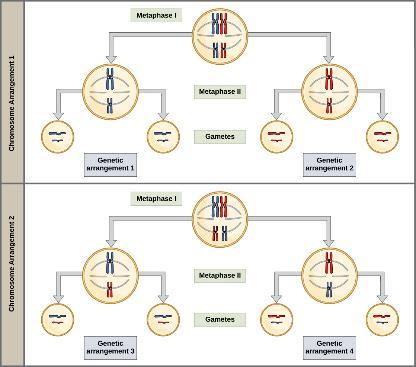 Chromosome Arrangement 1
Metaphase I
Metaphase II
Gametes
Genetic
arrangement 1
Genetic
arrangement 2
Chromosome Arrangement 2
Metaphase I
Metaphase II
Gametes
Genetic
arrangement 3
Genetic
arrangement 4